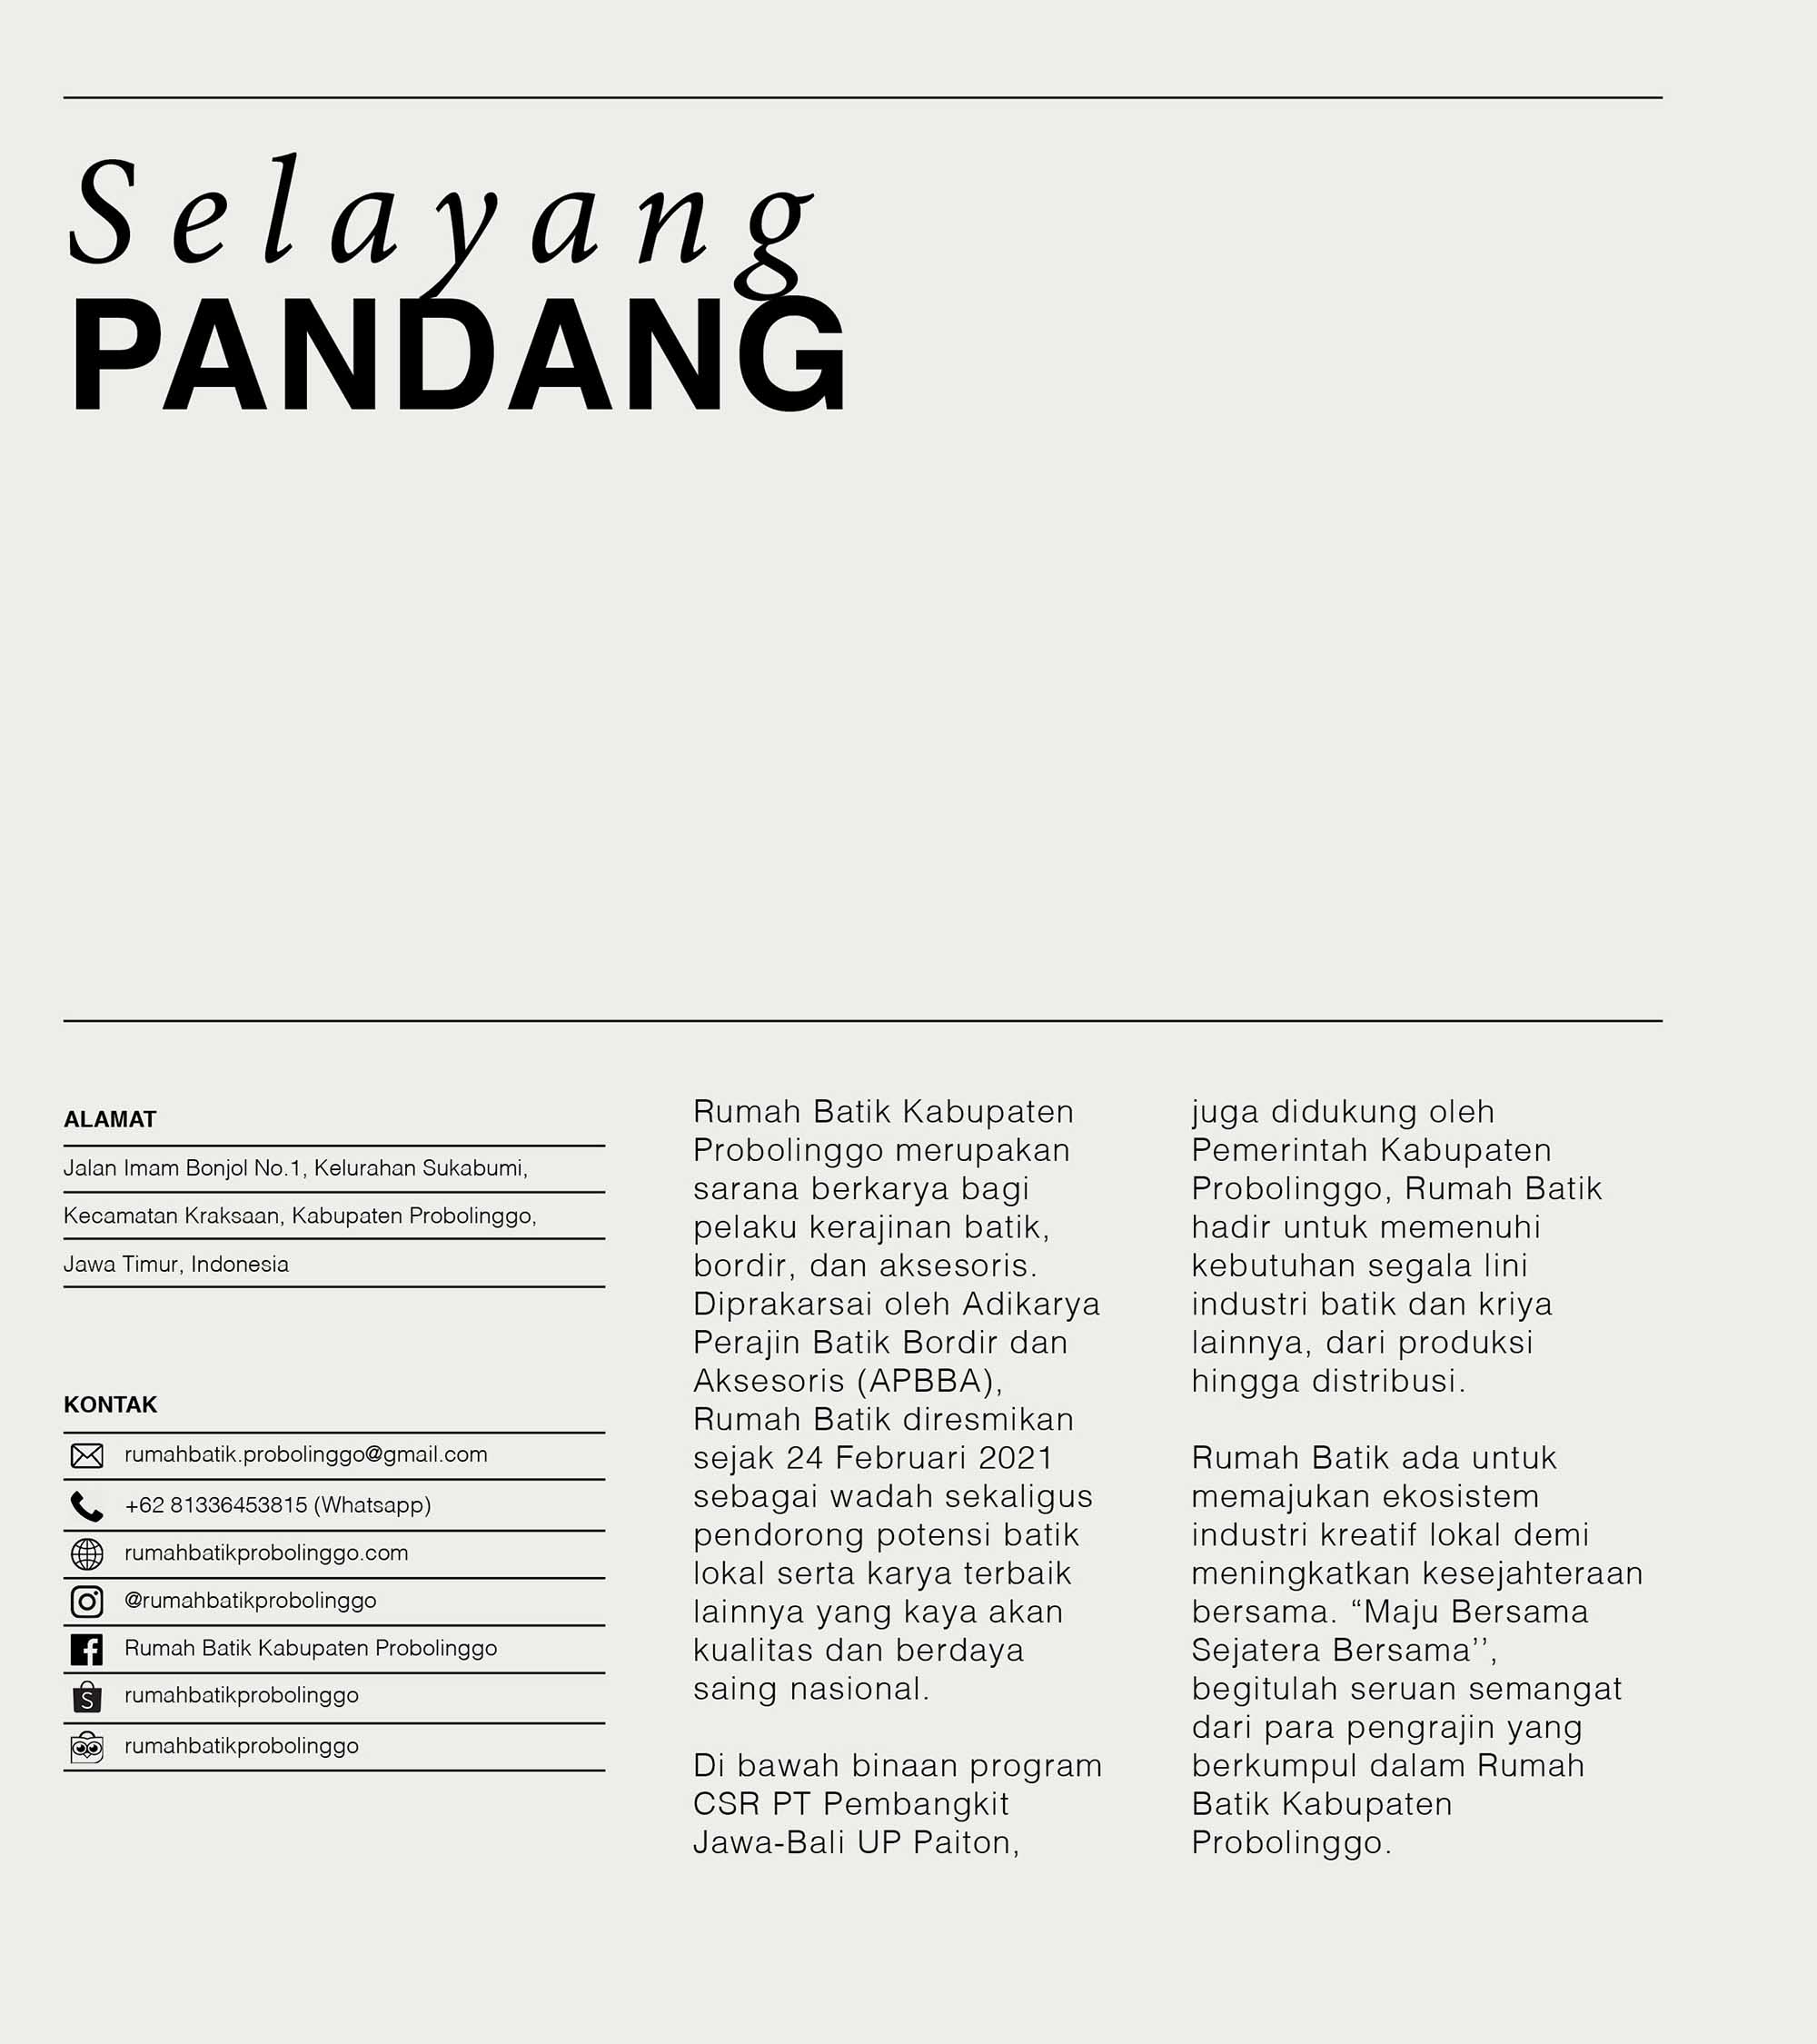 Selayang
PANDANG
ALAMAT
Jalan Imam Bonjol No.1, Kelurahan Sukabumi,
Kecamatan Kraksaan, Kabupaten Probolinggo,
Jawa Timur, Indonesia
KONTAK
rumahbatik.probolinggo@gmail.com
+62 81336453815 (Whatsapp)
rumahbatikprobolinggo.com
@rumahbatikprobolinggo
Rumah Batik Kabupaten Probolinggo
rumahbatikprobolinggo
rumahbatikprobolinggo
Rumah Batik Kabupaten
Probolinggo merupakan
sarana berkarya bagi
pelaku kerajinan batik,
bordir, dan aksesoris.
Diprakarsai oleh Adikarya
Perajin Batik Bordir dan
Aksesoris (APBBA),
Rumah Batik diresmikan
sejak 24 Februari 2021
sebagai wadah sekaligus
pendorong potensi batik
lokal serta karya terbaik
lainnya yang kaya akan
kualitas dan berdaya
saing nasional.
Di bawah binaan program
CSR PT Pembangkit
Jawa-Bali UP Paiton,
juga didukung oleh
Pemerintah Kabupaten
Probolinggo, Rumah Batik
hadir untuk memenuhi
kebutuhan segala lini
industri batik dan kriya
lainnya, dari produksi
hingga distribusi.
Rumah Batik ada untuk
memajukan ekosistem
industri kreatif lokal demi
meningkatkan kesejahteraan
bersama. “Maju Bersama
Sejatera Bersama’’,
begitulah seruan semangat
dari para pengrajin yang
berkumpul dalam Rumah
Batik Kabupaten
Probolinggo.